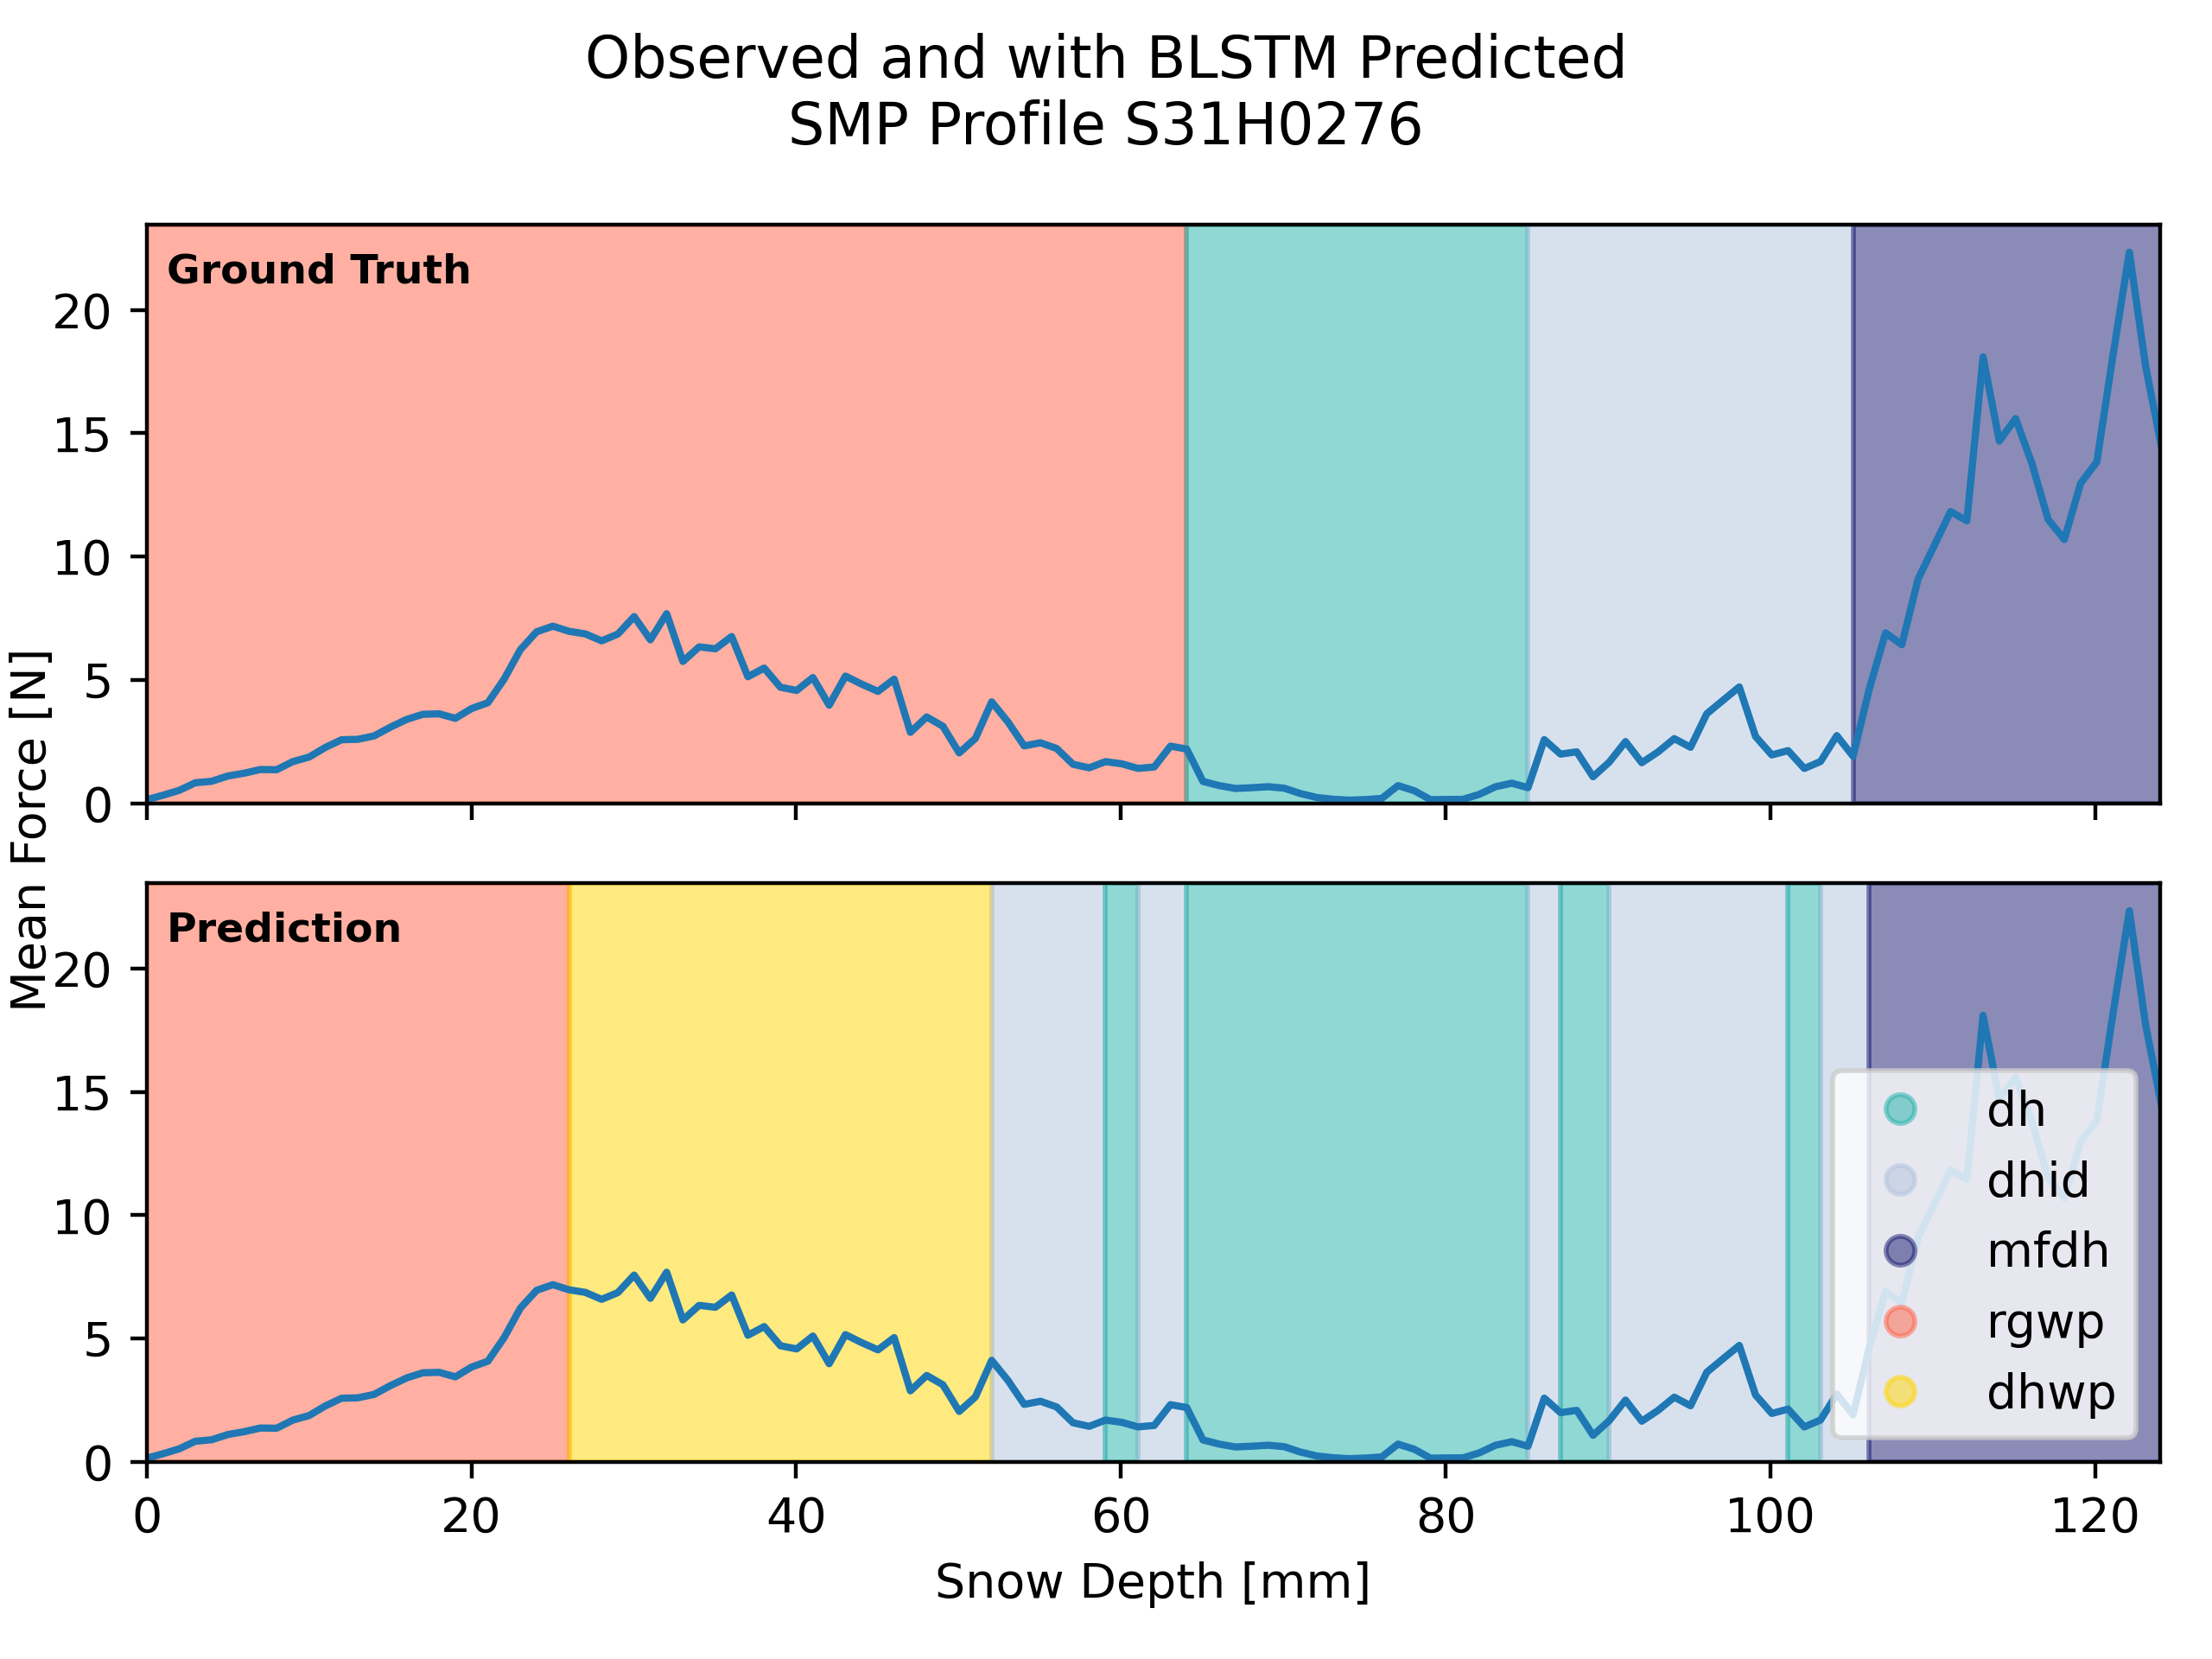 Observed and with BLSTM Predicted
SMP Profile S31H0276
Ground Truth
20
15
10
5
0
Mean Force [N]
Prediction
20
15
10
5
0
dh
dhid
mfdh
rgwp
dhwp
0 20 40 60 80 100 120
Snow Depth [mm]